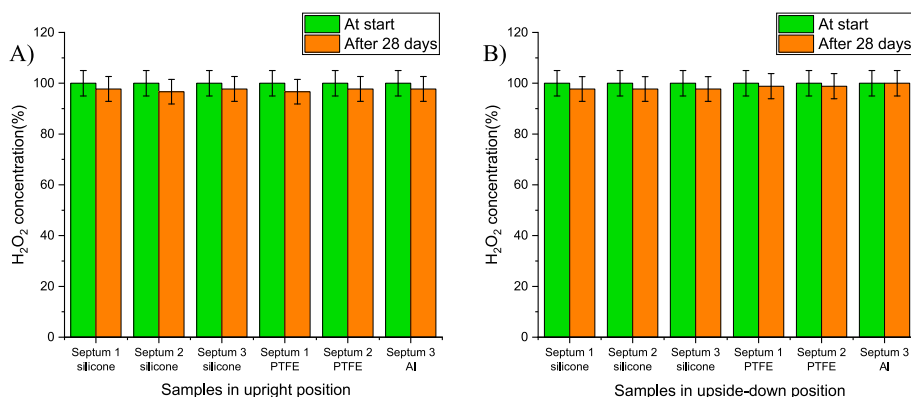 A)
At start
After 28 days
H₂O₂ concentration(%)
120
100
80
60
40
20
0
Septum 1 silicone
Septum 2 silicone
Septum 3 silicone
Septum 1 PTFE
Septum 2 PTFE
Septum 3 Al
Samples in upright position
B)
At start
After 28 days
H₂O₂ concentration(%)
120
100
80
60
40
20
0
Septum 1 silicone
Septum 2 silicone
Septum 3 silicone
Septum 1 PTFE
Septum 2 PTFE
Septum 3 Al
Samples in upside-down position